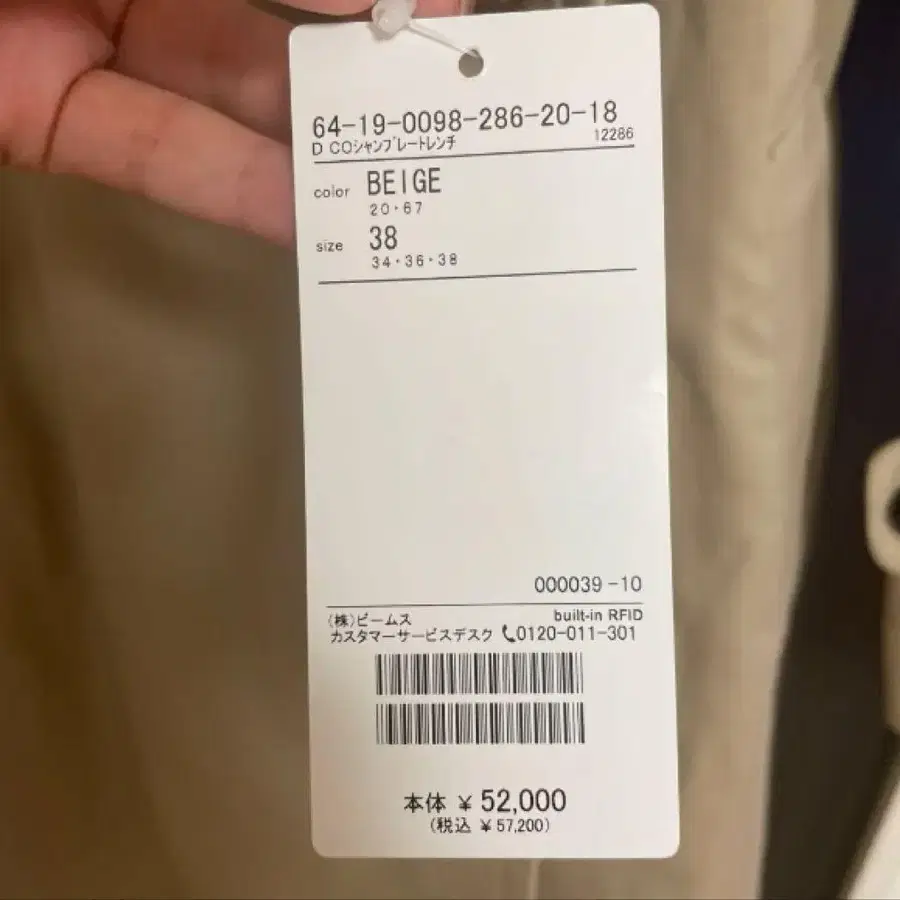 64-19-0098-286-20-18
D COシャンブレートレンチ 12286
color BEIGE
20・67
size 38
34・36・38
000039-10
(株)ビームス built-in RFID
カスタマーサービスデスク 0120-011-301
本体 ¥ 52,000
(税込 ¥ 57,200)